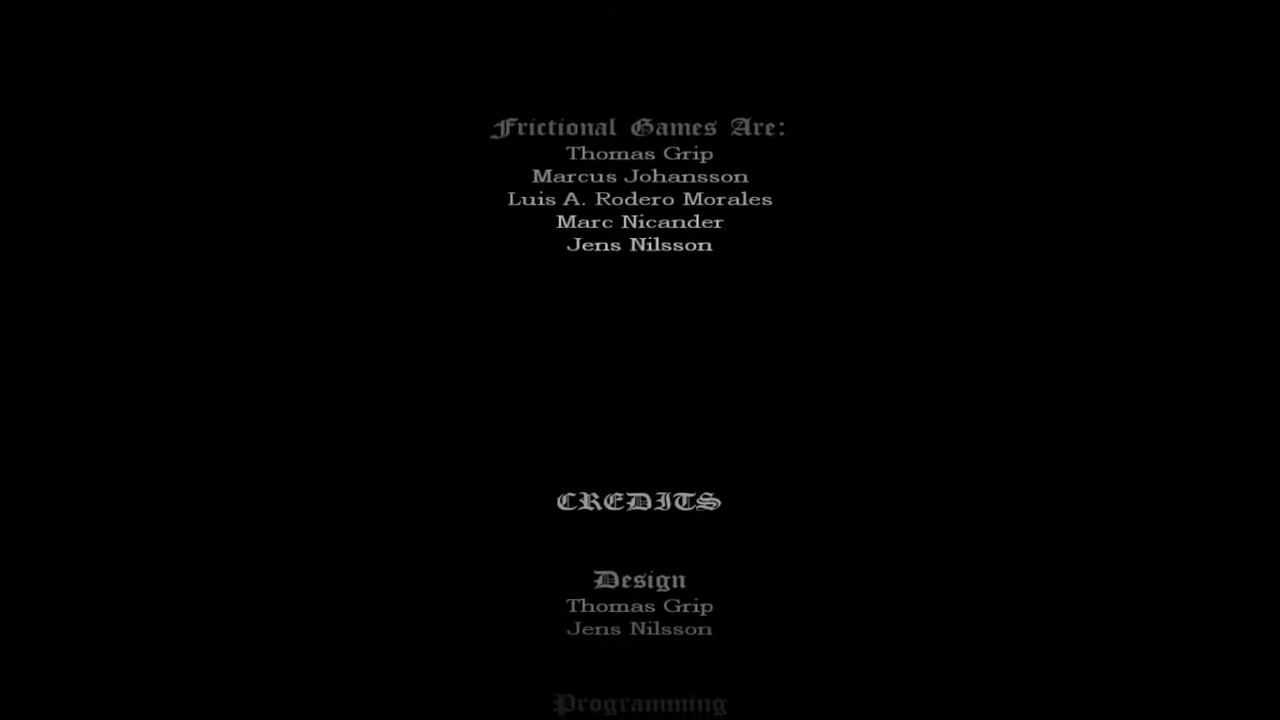 Frictional Games Are:
Thomas Grip
Marcus Johansson
Luis A. Rodero Morales
Marc Nicander
Jens Nilsson
CREDITS
Design
Thomas Grip
Jens Nilsson
Programming